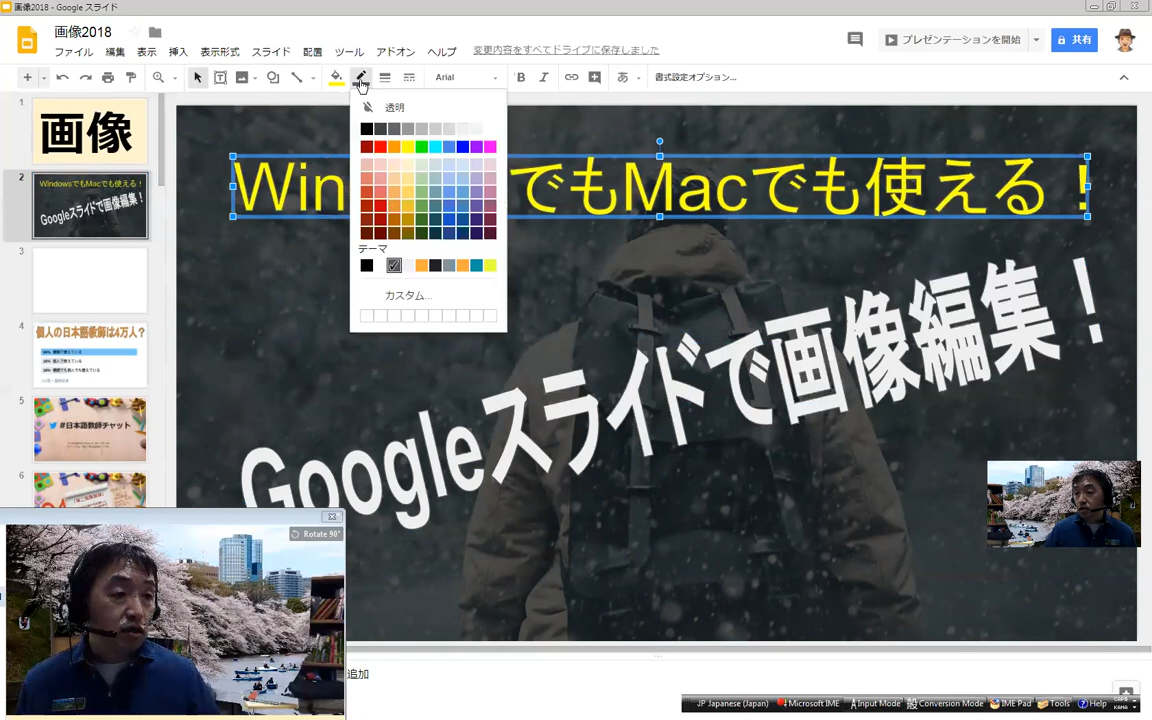 画像2018 - Google スライド
画像2018
ファイル 編集 表示 挿入 表示形式 スライド 配置 ツール アドオン ヘルプ 変更内容をすべてドライブに保存しました
プレゼンテーションを開始
共有
Arial
B I
あ
書式設定オプション...
透明
テーマ
カスタム...
1
画像
2
WindowsでもMacでも使える！
Googleスライドで画像編集！
3
4
個人の日本語教師は4万人？
5
#日本語教師チャット
6
Win
でもMacでも使える！
Googleスライドで画像編集！
Rotate 90°
追加
JP Japanese (Japan) Microsoft IME A Input Mode 般 Conversion Mode IME Pad Tools Help CAPS KANA